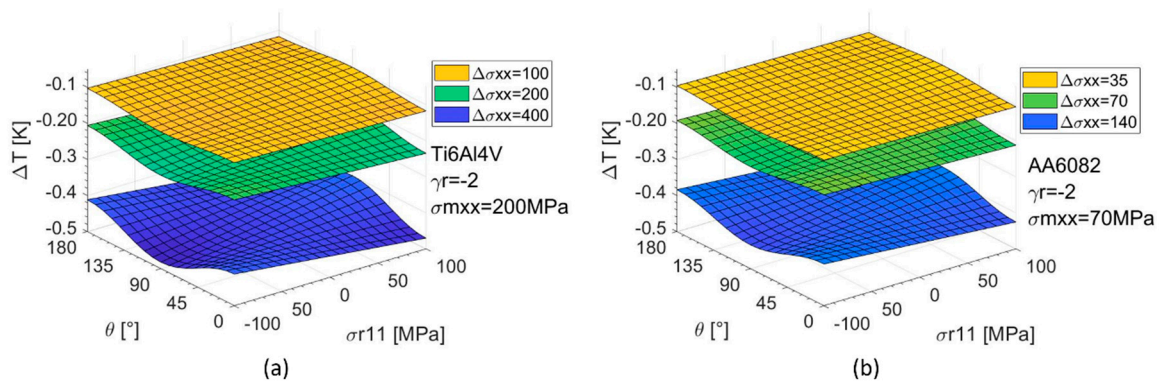 -0.1
-0.20
-0.3
-0.4
-0.5
ΔT [K]
180
135
90
45
0
θ [°]
-100
50
0
50
100
σr11 [MPa]
Δσxx=100
Δσxx=200
Δσxx=400
Ti6Al4V
γr=-2
σmxx=200MPa
(a)
-0.1
-0.20
-0.3
-0.4
-0.5
ΔT [K]
180
135
90
45
0
θ [°]
-100
50
0
50
100
σr11 [MPa]
Δσxx=35
Δσxx=70
Δσxx=140
AA6082
γr=-2
σmxx=70MPa
(b)